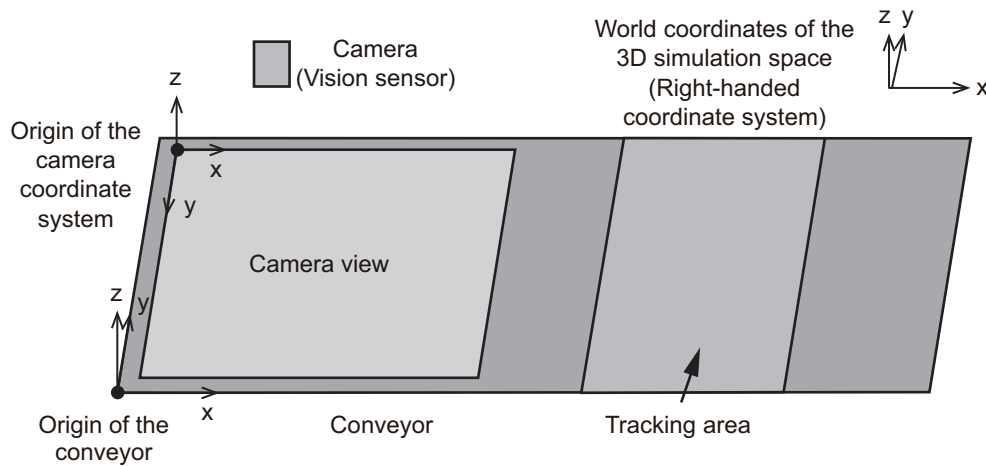 Camera
(Vision sensor)
World coordinates of the
3D simulation space
(Right-handed
coordinate system)
z
y
x
Origin of the
camera
coordinate
system
z
x
y
Camera view
z
y
x
Origin of the
conveyor
Conveyor
Tracking area